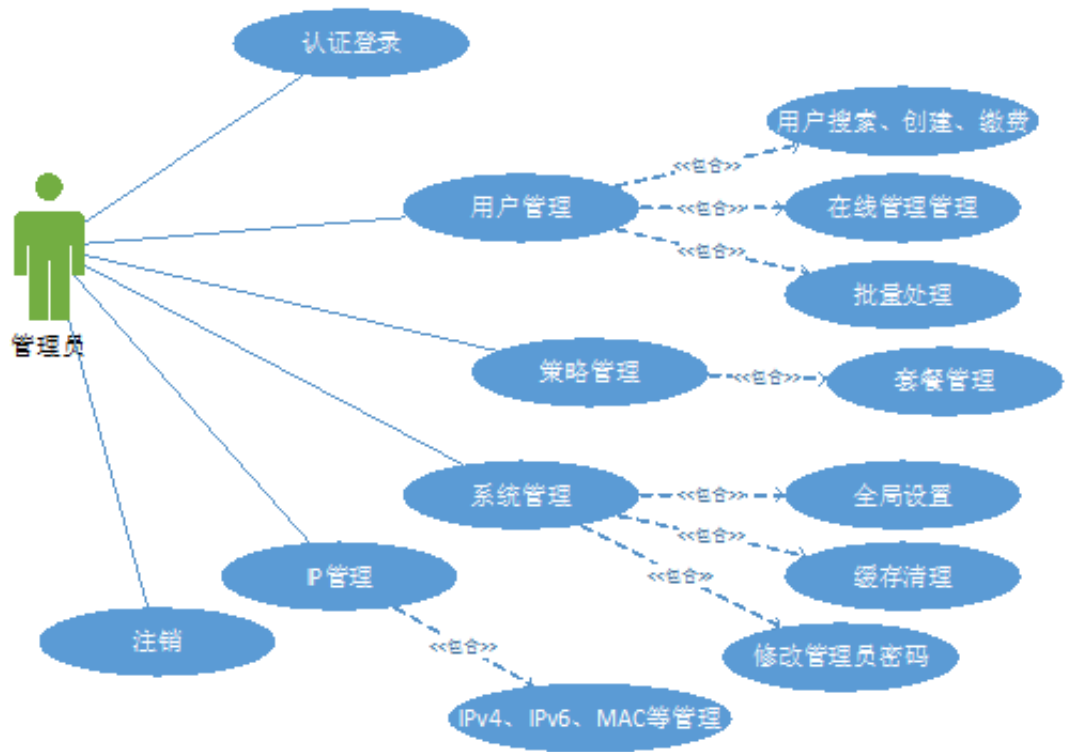 认证登录
用户搜索、创建、缴费
<<包含>>
用户管理
<<包含>>
在线管理管理
<<包含>>
批量处理
管理员
策略管理
<<包含>>
套餐管理
系统管理
<<包含>>
全局设置
<<包含>>
缓存清理
<<包含>
修改管理员密码
IP管理
注销
<<包含>>
IPv4、IPv6、MAC等管理